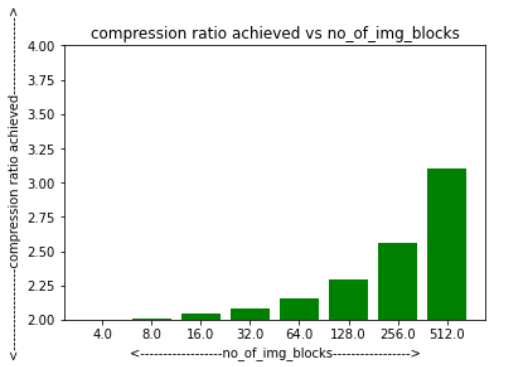 compression ratio achieved vs no_of_img_blocks
<---------------compression ratio achieved--------------->
4.00
3.75
3.50
3.25
3.00
2.75
2.50
2.25
2.00
4.0 8.0 16.0 32.0 64.0 128.0 256.0 512.0
<------------------no_of_img_blocks----------------->